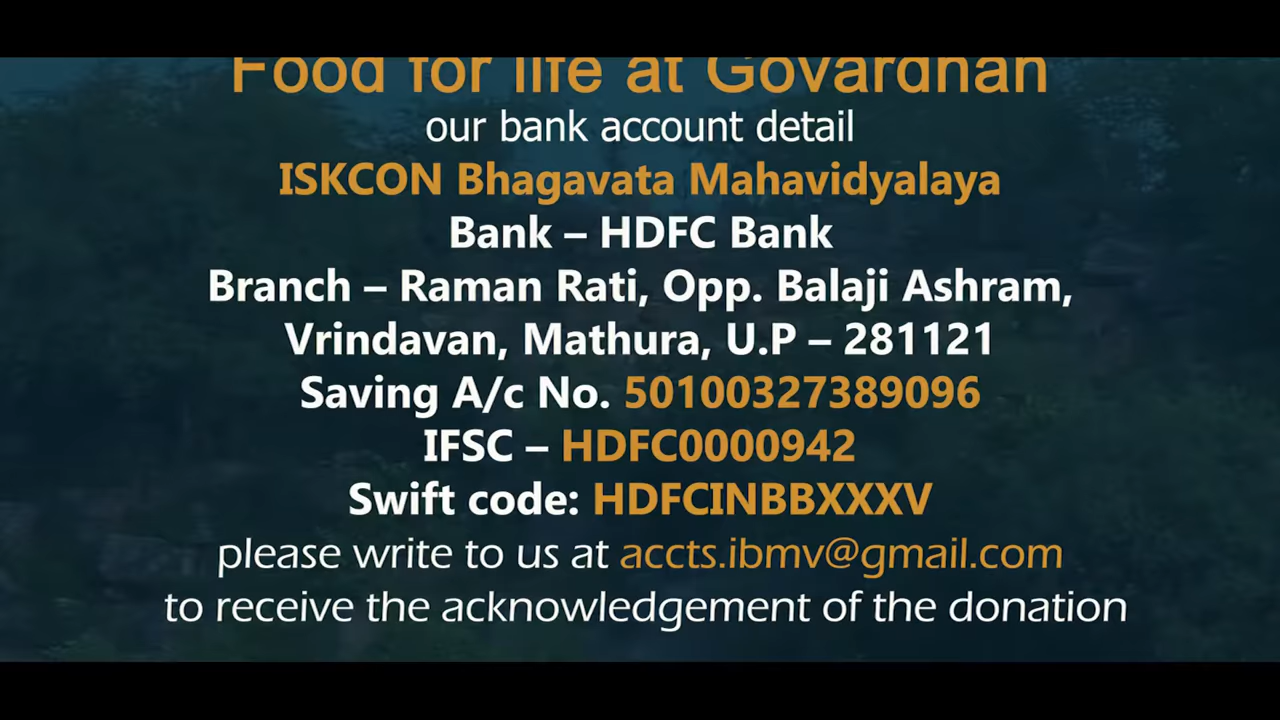 Food for life at Govardhan
our bank account detail
ISKCON Bhagavata Mahavidyalaya
Bank – HDFC Bank
Branch – Raman Rati, Opp. Balaji Ashram,
Vrindavan, Mathura, U.P – 281121
Saving A/c No. 50100327389096
IFSC – HDFC0000942
Swift code: HDFCINBBXXXV
please write to us at accts.ibmv@gmail.com
to receive the acknowledgement of the donation